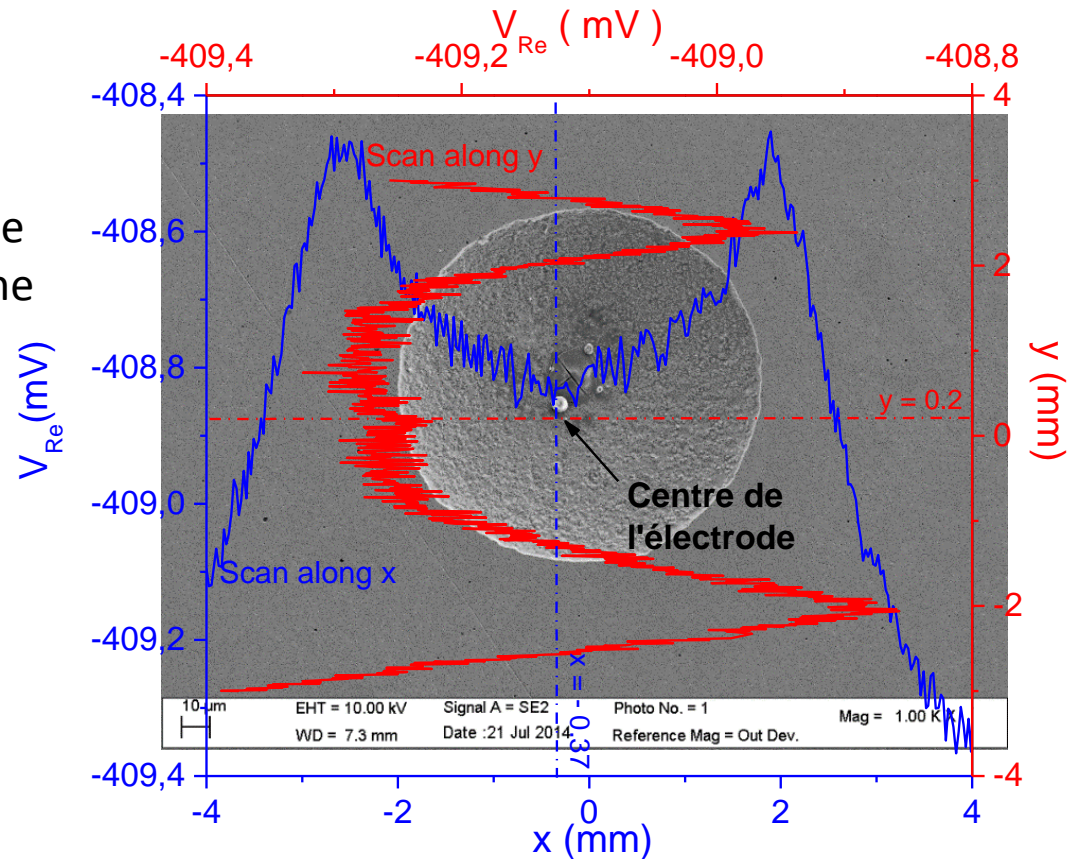 V_Re ( mV )
-409,4 -409,2 -409,0 -408,8
-408,4
4
Scan along y
-408,6
e
2
ne
-408,8
V_Re (mV)
y = 0.2
0
y (mm)
-409,0
Centre de
l'électrode
Scan along x
-2
-409,2
x = - 0.37
10 µm
EHT = 10.00 kV Signal A = SE2 Photo No. = 1 Mag = 1.00 K X
WD = 7.3 mm Date :21 Jul 2014 Reference Mag = Out Dev.
-409,4
-4
-4 -2 0 2 4
x (mm)